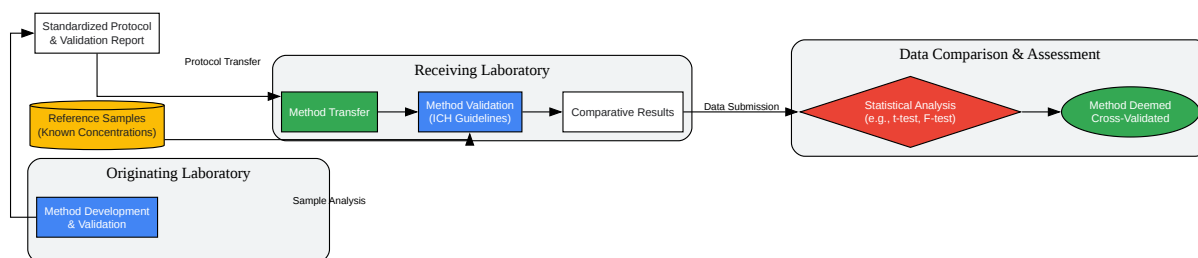 Standardized Protocol
& Validation Report
Protocol Transfer
Reference Samples
(Known Concentrations)
Originating Laboratory
Method Development
& Validation
Sample Analysis
Receiving Laboratory
Method Transfer
Method Validation
(ICH Guidelines)
Comparative Results
Data Submission
Data Comparison & Assessment
Statistical Analysis
(e.g., t-test, F-test)
Method Deemed
Cross-Validated